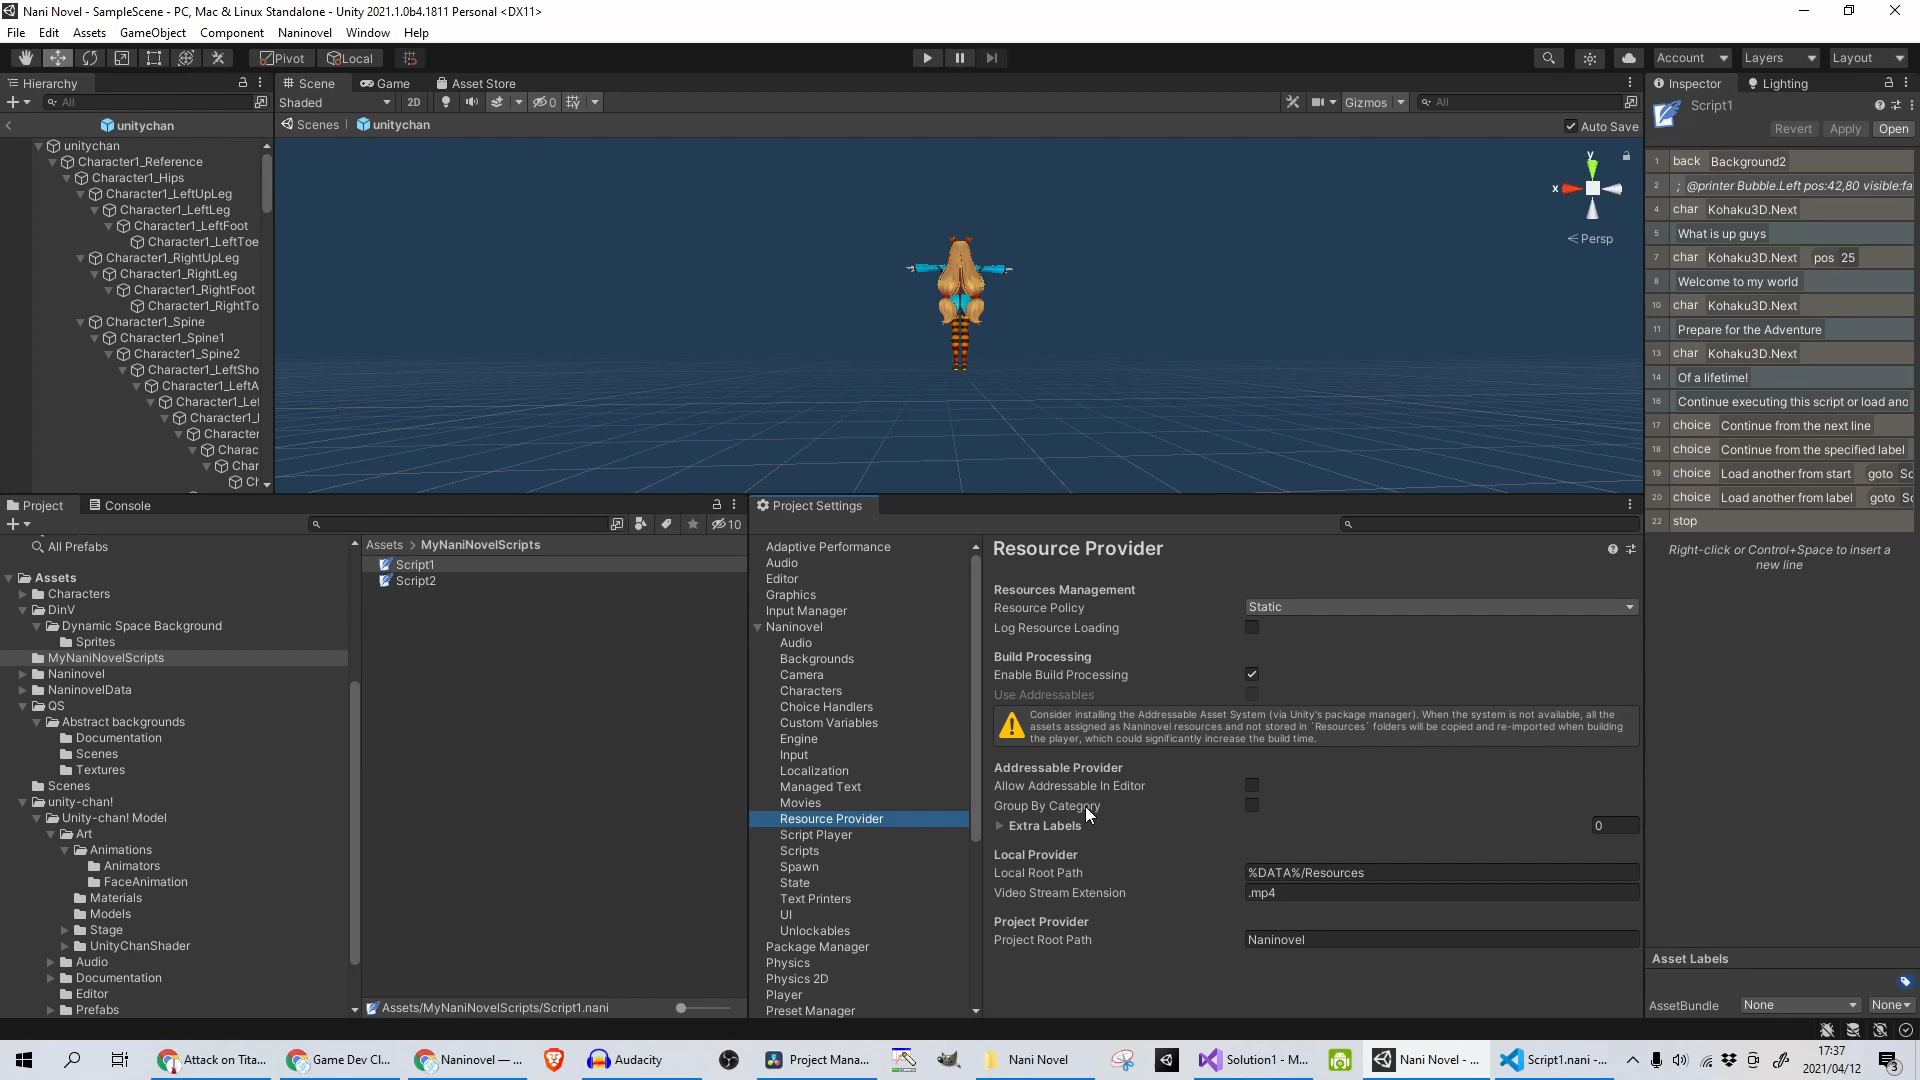 Nani Novel - SampleScene - PC, Mac & Linux Standalone - Unity 2021.1.0b4.1811 Personal <DX11>
File Edit Assets GameObject Component Naninovel Window Help
Pivot Local Account Layers Layout
Hierarchy
All
unitychan
unitychan
Character1_Reference
Character1_Hips
Character1_LeftUpLeg
Character1_LeftLeg
Character1_LeftFoot
Character1_LeftToe
Character1_RightUpLeg
Character1_RightLeg
Character1_RightFoot
Character1_RightTo
Character1_Spine
Character1_Spine1
Character1_Spine2
Character1_LeftSho
Character1_LeftA
Character1_Lef
Character1_
Character
Charac
Char
Ch
Scene Game Asset Store
Shaded 2D 0 Gizmos All
Scenes unitychan Auto Save
y
x
Persp
Inspector Lighting
Script1
Revert Apply Open
1 back Background2
2 ; @printer Bubble.Left pos:42,80 visible:fa
4 char Kohaku3D.Next
5 What is up guys
7 char Kohaku3D.Next pos 25
8 Welcome to my world
10 char Kohaku3D.Next
11 Prepare for the Adventure
13 char Kohaku3D.Next
14 Of a lifetime!
16 Continue executing this script or load ano
17 choice Continue from the next line
18 choice Continue from the specified label
19 choice Load another from start goto Sc
20 choice Load another from label goto Sc
22 stop
Right-click or Control+Space to insert a
new line
Asset Labels
AssetBundle None None
Project Console
10
All Prefabs
Assets
Characters
DinV
Dynamic Space Background
Sprites
MyNaniNovelScripts
Naninovel
NaninovelData
QS
Abstract backgrounds
Documentation
Scenes
Textures
Scenes
unity-chan!
Unity-chan! Model
Art
Animations
Animators
FaceAnimation
Materials
Models
Stage
UnityChanShader
Audio
Documentation
Editor
Prefabs
Assets > MyNaniNovelScripts
Script1
Script2
Assets/MyNaniNovelScripts/Script1.nani
Project Settings
Adaptive Performance
Audio
Editor
Graphics
Input Manager
Naninovel
Audio
Backgrounds
Camera
Characters
Choice Handlers
Custom Variables
Engine
Input
Localization
Managed Text
Movies
Resource Provider
Script Player
Scripts
Spawn
State
Text Printers
UI
Unlockables
Package Manager
Physics
Physics 2D
Player
Preset Manager
Resource Provider
Resources Management
Resource Policy Static
Log Resource Loading
Build Processing
Enable Build Processing
Use Addressables
Consider installing the Addressable Asset System (via Unity's package manager). When the system is not available, all the
assets assigned as Naninovel resources and not stored in `Resources` folders will be copied and re-imported when building
the player, which could significantly increase the build time.
Addressable Provider
Allow Addressable In Editor
Group By Category
Extra Labels 0
Local Provider
Local Root Path %DATA%/Resources
Video Stream Extension .mp4
Project Provider
Project Root Path Naninovel
Attack on Tita... Game Dev Cl... Naninovel — ... Audacity Project Mana... Nani Novel Solution1 - M... Nani Novel - ... Script1.nani -...
17:37
2021/04/12
3